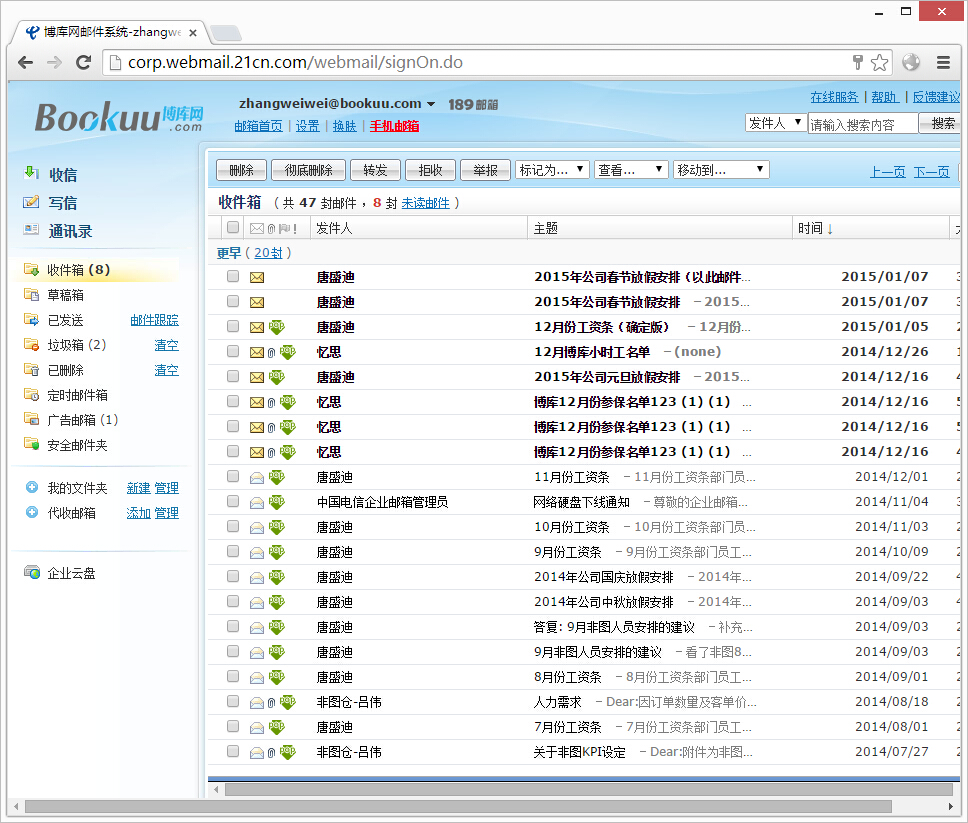 博库网邮件系统-zhangwe
corp.webmail.21cn.com/webmail/signOn.do
Bookuu 博库网 .com
zhangweiwei@bookuu.com 189邮箱
邮箱首页 | 设置 | 换肤 | 手机邮箱
在线服务 | 帮助 | 反馈建议
发件人 请输入搜索内容 搜索
收信
写信
通讯录
收件箱 (8)
草稿箱
已发送 邮件跟踪
垃圾箱 (2) 清空
已删除 清空
定时邮件箱
广告邮箱 (1)
安全邮件夹
我的文件夹 新建 管理
代收邮箱 添加 管理
企业云盘
删除 彻底删除 转发 拒收 举报 标记为... 查看... 移动到... 上一页 下一页
收件箱 ( 共 47 封邮件，8 封 未读邮件 )
发件人 主题 时间 ↓
更早 ( 20封 )
唐盛迪 2015年公司春节放假安排（以此邮件... 2015/01/07
唐盛迪 2015年公司春节放假安排 - 2015... 2015/01/07
POP 唐盛迪 12月份工资条（确定版） - 12月份... 2015/01/05
POP 忆思 12月博库小时工名单 - (none) 2014/12/26
POP 唐盛迪 2015年公司元旦放假安排 - 2015... 2014/12/16
POP 忆思 博库12月份参保名单123 (1) (1) ... 2014/12/16
POP 忆思 博库12月份参保名单123 (1) (1) ... 2014/12/16
POP 忆思 博库12月份参保名单123 (1) (1) ... 2014/12/16
POP 唐盛迪 11月份工资条 - 11月份工资条部门员... 2014/12/01
POP 中国电信企业邮箱管理员 网络硬盘下线通知 - 尊敬的企业邮箱... 2014/11/04
POP 唐盛迪 10月份工资条 - 10月份工资条部门员... 2014/11/03
POP 唐盛迪 9月份工资条 - 9月份工资条部门员工... 2014/10/09
POP 唐盛迪 2014年公司国庆放假安排 - 2014年... 2014/09/22
POP 唐盛迪 2014年公司中秋放假安排 - 2014年... 2014/09/03
POP 唐盛迪 答复: 9月非图人员安排的建议 - 补充... 2014/09/03
POP 唐盛迪 9月非图人员安排的建议 - 看了非图8... 2014/09/03
POP 唐盛迪 8月份工资条 - 8月份工资条部门员工... 2014/09/01
POP 非图仓-吕伟 人力需求 - Dear:因订单数量及客单价... 2014/08/18
POP 唐盛迪 7月份工资条 - 7月份工资条部门员工... 2014/08/01
POP 非图仓-吕伟 关于非图KPI设定 - Dear:附件为非图... 2014/07/27